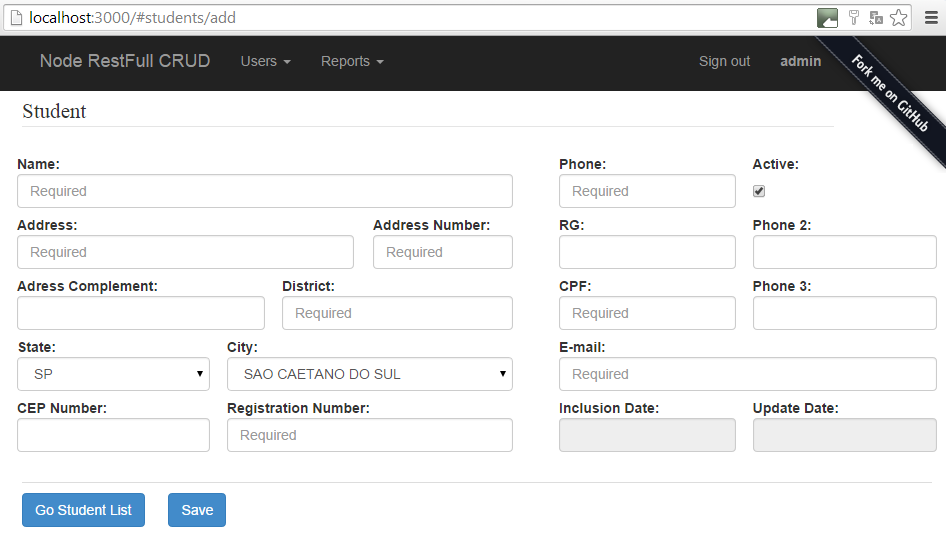 localhost:3000/#students/add
Node RestFull CRUD Users Reports Sign out admin
Fork me on GitHub
Student
Name: Phone: Active:
Required Required
Address: Address Number: RG: Phone 2:
Required Required
Adress Complement: District: CPF: Phone 3:
Required Required
State: City: E-mail:
SP SAO CAETANO DO SUL Required
CEP Number: Registration Number: Inclusion Date: Update Date:
Required
Go Student List Save